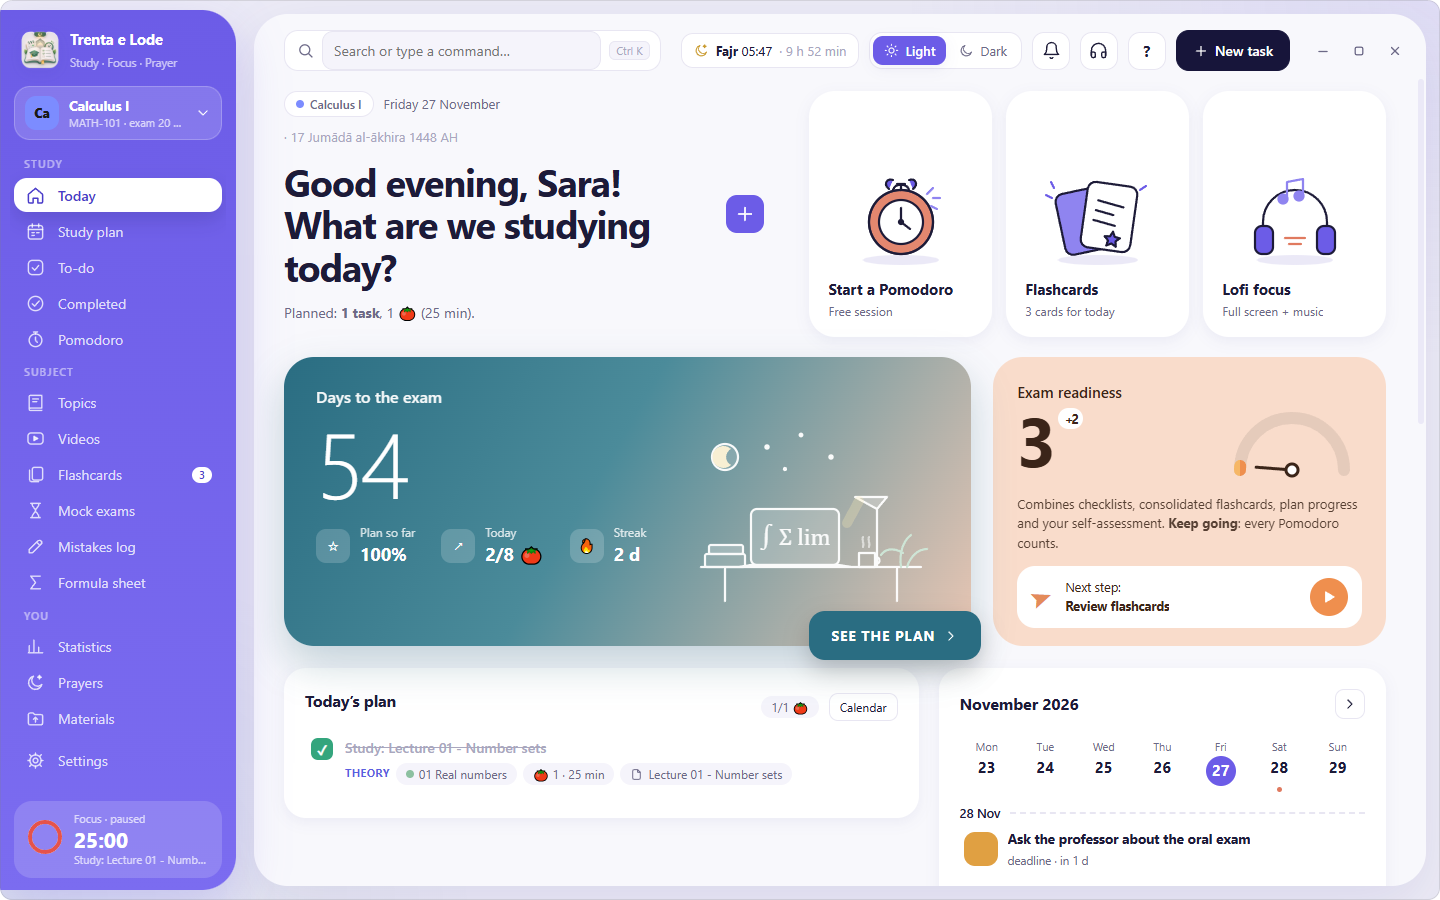 Trenta e Lode
Study · Focus · Prayer
Ca
Calculus I
MATH-101 · exam 20 ...
STUDY
Today
Study plan
To-do
Completed
Pomodoro
SUBJECT
Topics
Videos
Flashcards 3
Mock exams
Mistakes log
Formula sheet
YOU
Statistics
Prayers
Materials
Settings
Focus · paused
25:00
Study: Lecture 01 - Numb...
Search or type a command... Ctrl K
Fajr 05:47 · 9 h 52 min
Light Dark
?
+ New task
Calculus I Friday 27 November
· 17 Jumādā al-ākhira 1448 AH
Good evening, Sara!
What are we studying
today?
Planned: 1 task, 1 🍅 (25 min).
Start a Pomodoro
Free session
Flashcards
3 cards for today
Lofi focus
Full screen + music
Days to the exam
54
Plan so far
100%
Today
2/8 🍅
Streak
2 d
∫ Σ lim
SEE THE PLAN
Exam readiness
3 +2
Combines checklists, consolidated flashcards, plan progress
and your self-assessment. Keep going: every Pomodoro
counts.
Next step:
Review flashcards
Today's plan
1/1 🍅 Calendar
Study: Lecture 01 - Number sets
THEORY 01 Real numbers 🍅 1 · 25 min Lecture 01 - Number sets
November 2026
Mon Tue Wed Thu Fri Sat Sun
23 24 25 26 27 28 29
28 Nov
Ask the professor about the oral exam
deadline · in 1 d